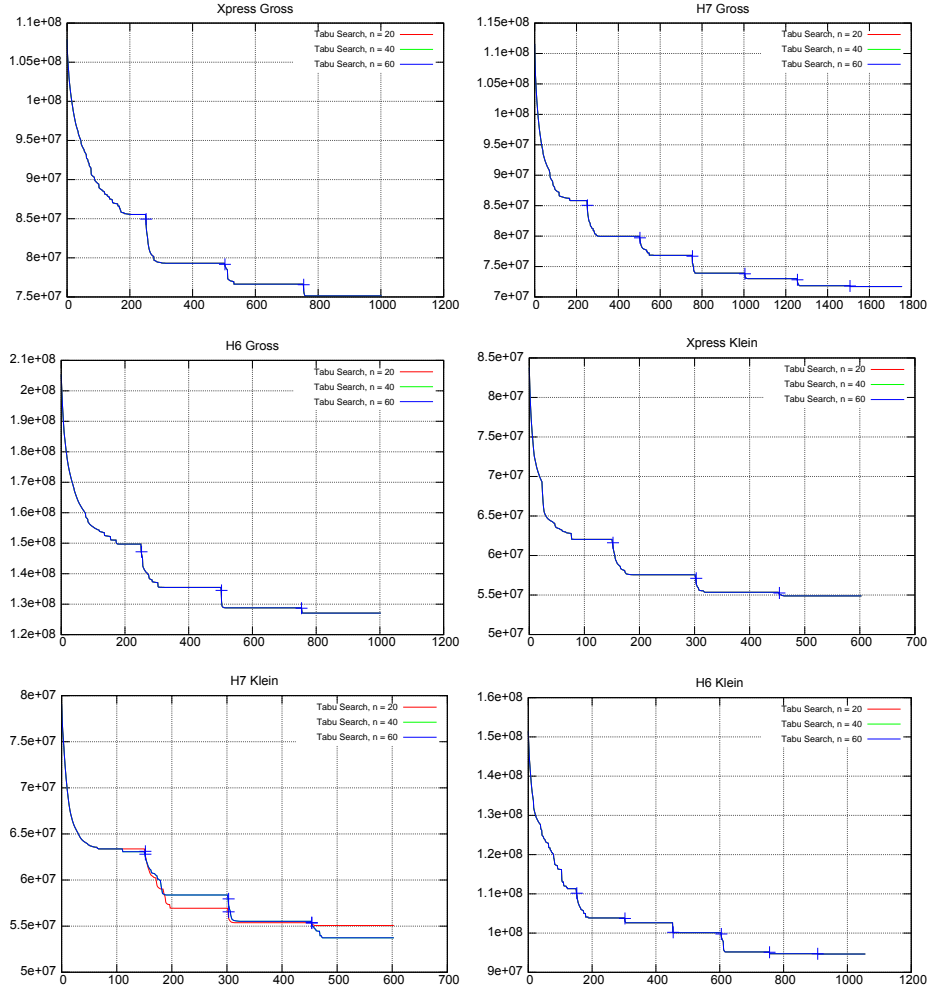 Xpress Gross
1.1e+08
1.05e+08
1e+08
9.5e+07
9e+07
8.5e+07
8e+07
7.5e+07
0 200 400 600 800 1000 1200
Tabu Search, n = 20
Tabu Search, n = 40
Tabu Search, n = 60
H7 Gross
1.15e+08
1.1e+08
1.05e+08
1e+08
9.5e+07
9e+07
8.5e+07
8e+07
7.5e+07
7e+07
0 200 400 600 800 1000 1200 1400 1600 1800
Tabu Search, n = 20
Tabu Search, n = 40
Tabu Search, n = 60
H6 Gross
2.1e+08
2e+08
1.9e+08
1.8e+08
1.7e+08
1.6e+08
1.5e+08
1.4e+08
1.3e+08
1.2e+08
0 200 400 600 800 1000 1200
Tabu Search, n = 20
Tabu Search, n = 40
Tabu Search, n = 60
Xpress Klein
8.5e+07
8e+07
7.5e+07
7e+07
6.5e+07
6e+07
5.5e+07
5e+07
0 100 200 300 400 500 600 700
Tabu Search, n = 20
Tabu Search, n = 40
Tabu Search, n = 60
H7 Klein
8e+07
7.5e+07
7e+07
6.5e+07
6e+07
5.5e+07
5e+07
0 100 200 300 400 500 600 700
Tabu Search, n = 20
Tabu Search, n = 40
Tabu Search, n = 60
H6 Klein
1.6e+08
1.5e+08
1.4e+08
1.3e+08
1.2e+08
1.1e+08
1e+08
9e+07
0 200 400 600 800 1000 1200
Tabu Search, n = 20
Tabu Search, n = 40
Tabu Search, n = 60